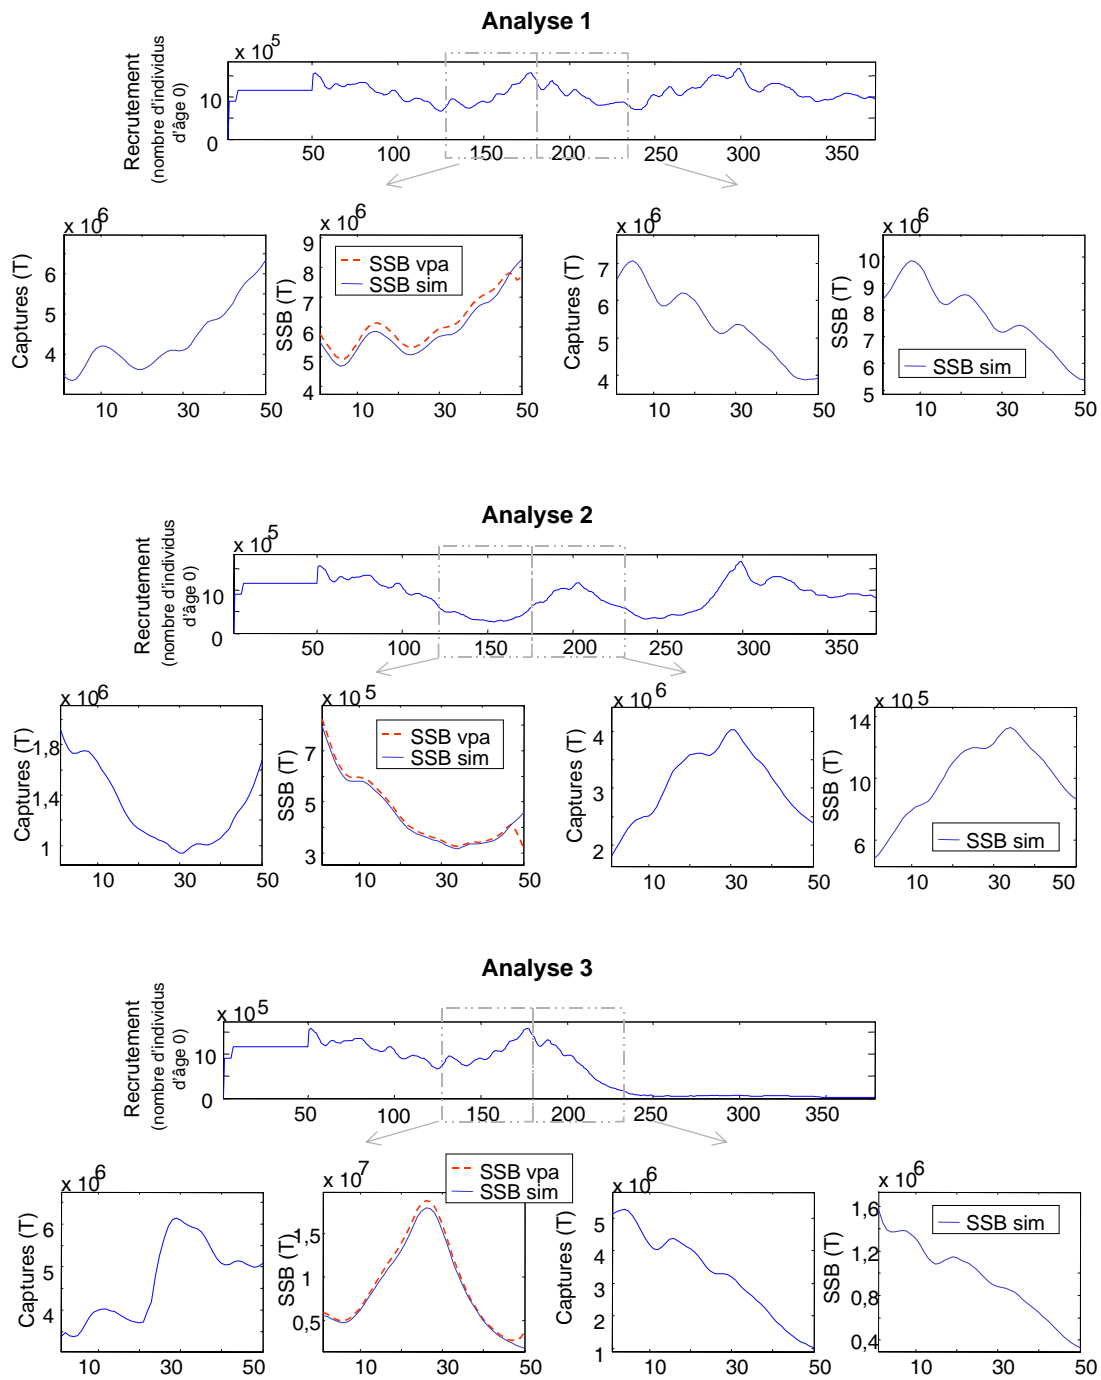 Analyse 1
x 10^5
Recrutement
(nombre d'individus
d'âge 0)
10
0
50 100 150 200 250 300 350
x 10^6
Captures (T)
6
5
4
10 30 50
x 10^6
SSB (T)
9
8
7
6
5
4
SSB vpa
SSB sim
10 30 50
x 10^6
Captures (T)
7
6
5
4
10 30 50
x 10^6
SSB (T)
10
9
8
7
6
5
SSB sim
10 30 50
Analyse 2
x 10^5
Recrutement
(nombre d'individus
d'âge 0)
10
0
50 100 150 200 250 300 350
x 10^6
Captures (T)
1,8
1,4
1
10 30 50
x 10^5
SSB (T)
7
5
3
SSB vpa
SSB sim
10 30 50
x 10^6
Captures (T)
4
3
2
10 30 50
x 10^5
SSB (T)
14
10
6
SSB sim
10 30 50
Analyse 3
x 10^5
Recrutement
(nombre d'individus
d'âge 0)
10
0
50 100 150 200 250 300 350
x 10^6
Captures (T)
6
5
4
10 30 50
x 10^7
SSB (T)
1,5
1
0,5
SSB vpa
SSB sim
10 30 50
x 10^6
Captures (T)
5
4
3
2
1
10 30 50
x 10^6
SSB (T)
1,6
1,2
0,8
0,4
SSB sim
10 30 50